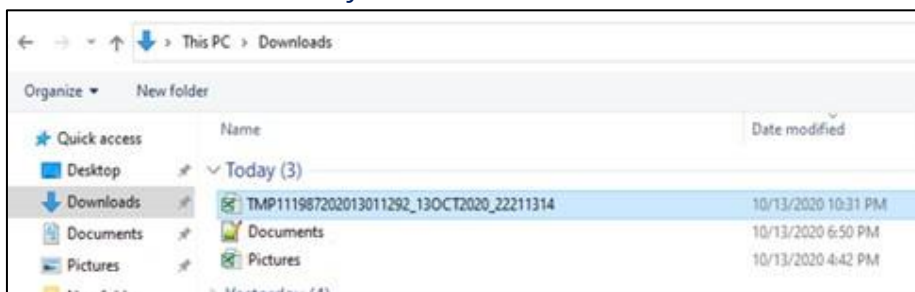 This PC > Downloads
Organize New folder
Name Date modified
Quick access
Desktop
Downloads
Documents
Pictures
Today (3)
TMP111987202013011292_13OCT2020_22211314 10/13/2020 10:31 PM
Documents 10/13/2020 6:50 PM
Pictures 10/13/2020 4:42 PM